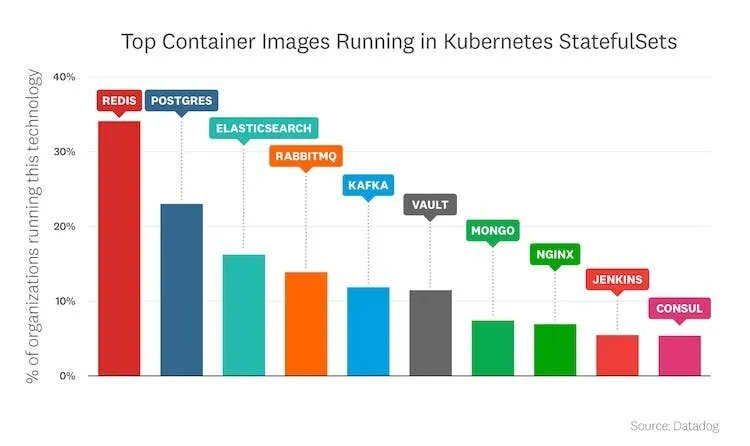 Top Container Images Running in Kubernetes StatefulSets
% of organizations running this technology
40%
30%
20%
10%
0%
REDIS
POSTGRES
ELASTICSEARCH
RABBITMQ
KAFKA
VAULT
MONGO
NGINX
JENKINS
CONSUL
Source: Datadog